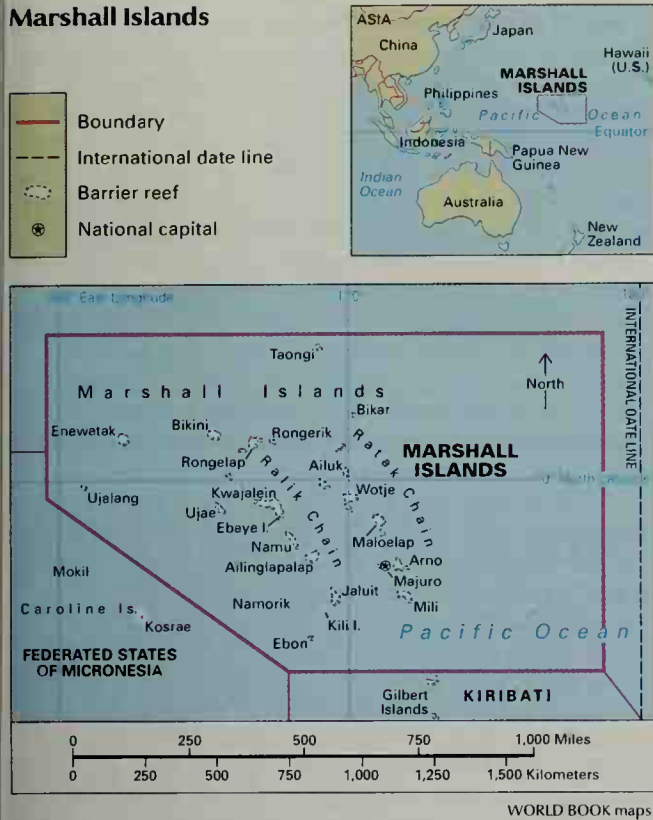 Marshall Islands
Boundary
International date line
Barrier reef
National capital
ASIA
China
Japan
Hawaii
(U.S.)
MARSHALL
ISLANDS
Philippines
Pacific Ocean
Equator
Indonesia
Papua New
Guinea
Indian
Ocean
Australia
New
Zealand
East Longitude
INTERNATIONAL DATE LINE
Taongi
North
Marshall Islands
Bikar
Enewetak
Bikini
Rongerik
Ratak Chain
MARSHALL
ISLANDS
Rongelap
Ralik Chain
Ailuk
Ujelang
Kwajalein
Wotje
Ujae
Ebeye I.
Maloelap
Namu
Ailinglapalap
Arno
Majuro
Mokil
Jaluit
Mili
Namorik
Caroline Is.
Kosrae
Kili I.
Pacific Ocean
Ebon
FEDERATED STATES
OF MICRONESIA
Gilbert
Islands
KIRIBATI
0 250 500 750 1,000 Miles
0 250 500 750 1,000 1,250 1,500 Kilometers
WORLD BOOK maps